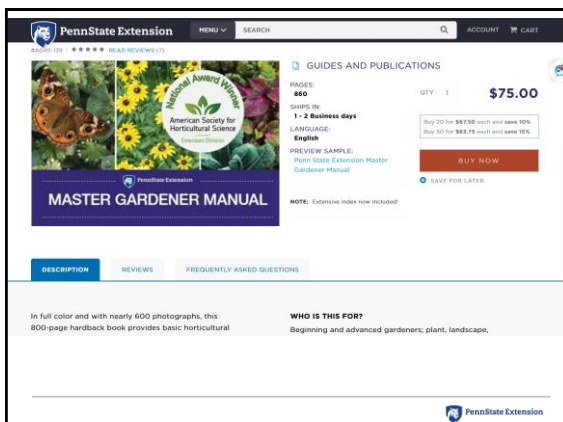 PennState Extension
MENU
SEARCH
ACCOUNT
CART
READ REVIEWS (7)
National Award Winner
American Society for
Horticultural Science
Extension Division
PennState Extension
MASTER GARDENER MANUAL
GUIDES AND PUBLICATIONS
PAGES:
860
SHIPS IN:
1 - 2 Business days
LANGUAGE:
English
PREVIEW SAMPLE:
Penn State Extension Master
Gardener Manual
NOTE: Extensive index now included!
QTY 1 $75.00
Buy 20 for $67.50 each and save 10%
Buy 50 for $63.75 each and save 15%
BUY NOW
SAVE FOR LATER
DESCRIPTION
REVIEWS
FREQUENTLY ASKED QUESTIONS
In full color and with nearly 600 photographs, this
800-page hardback book provides basic horticultural
WHO IS THIS FOR?
Beginning and advanced gardeners; plant, landscape,
PennState Extension